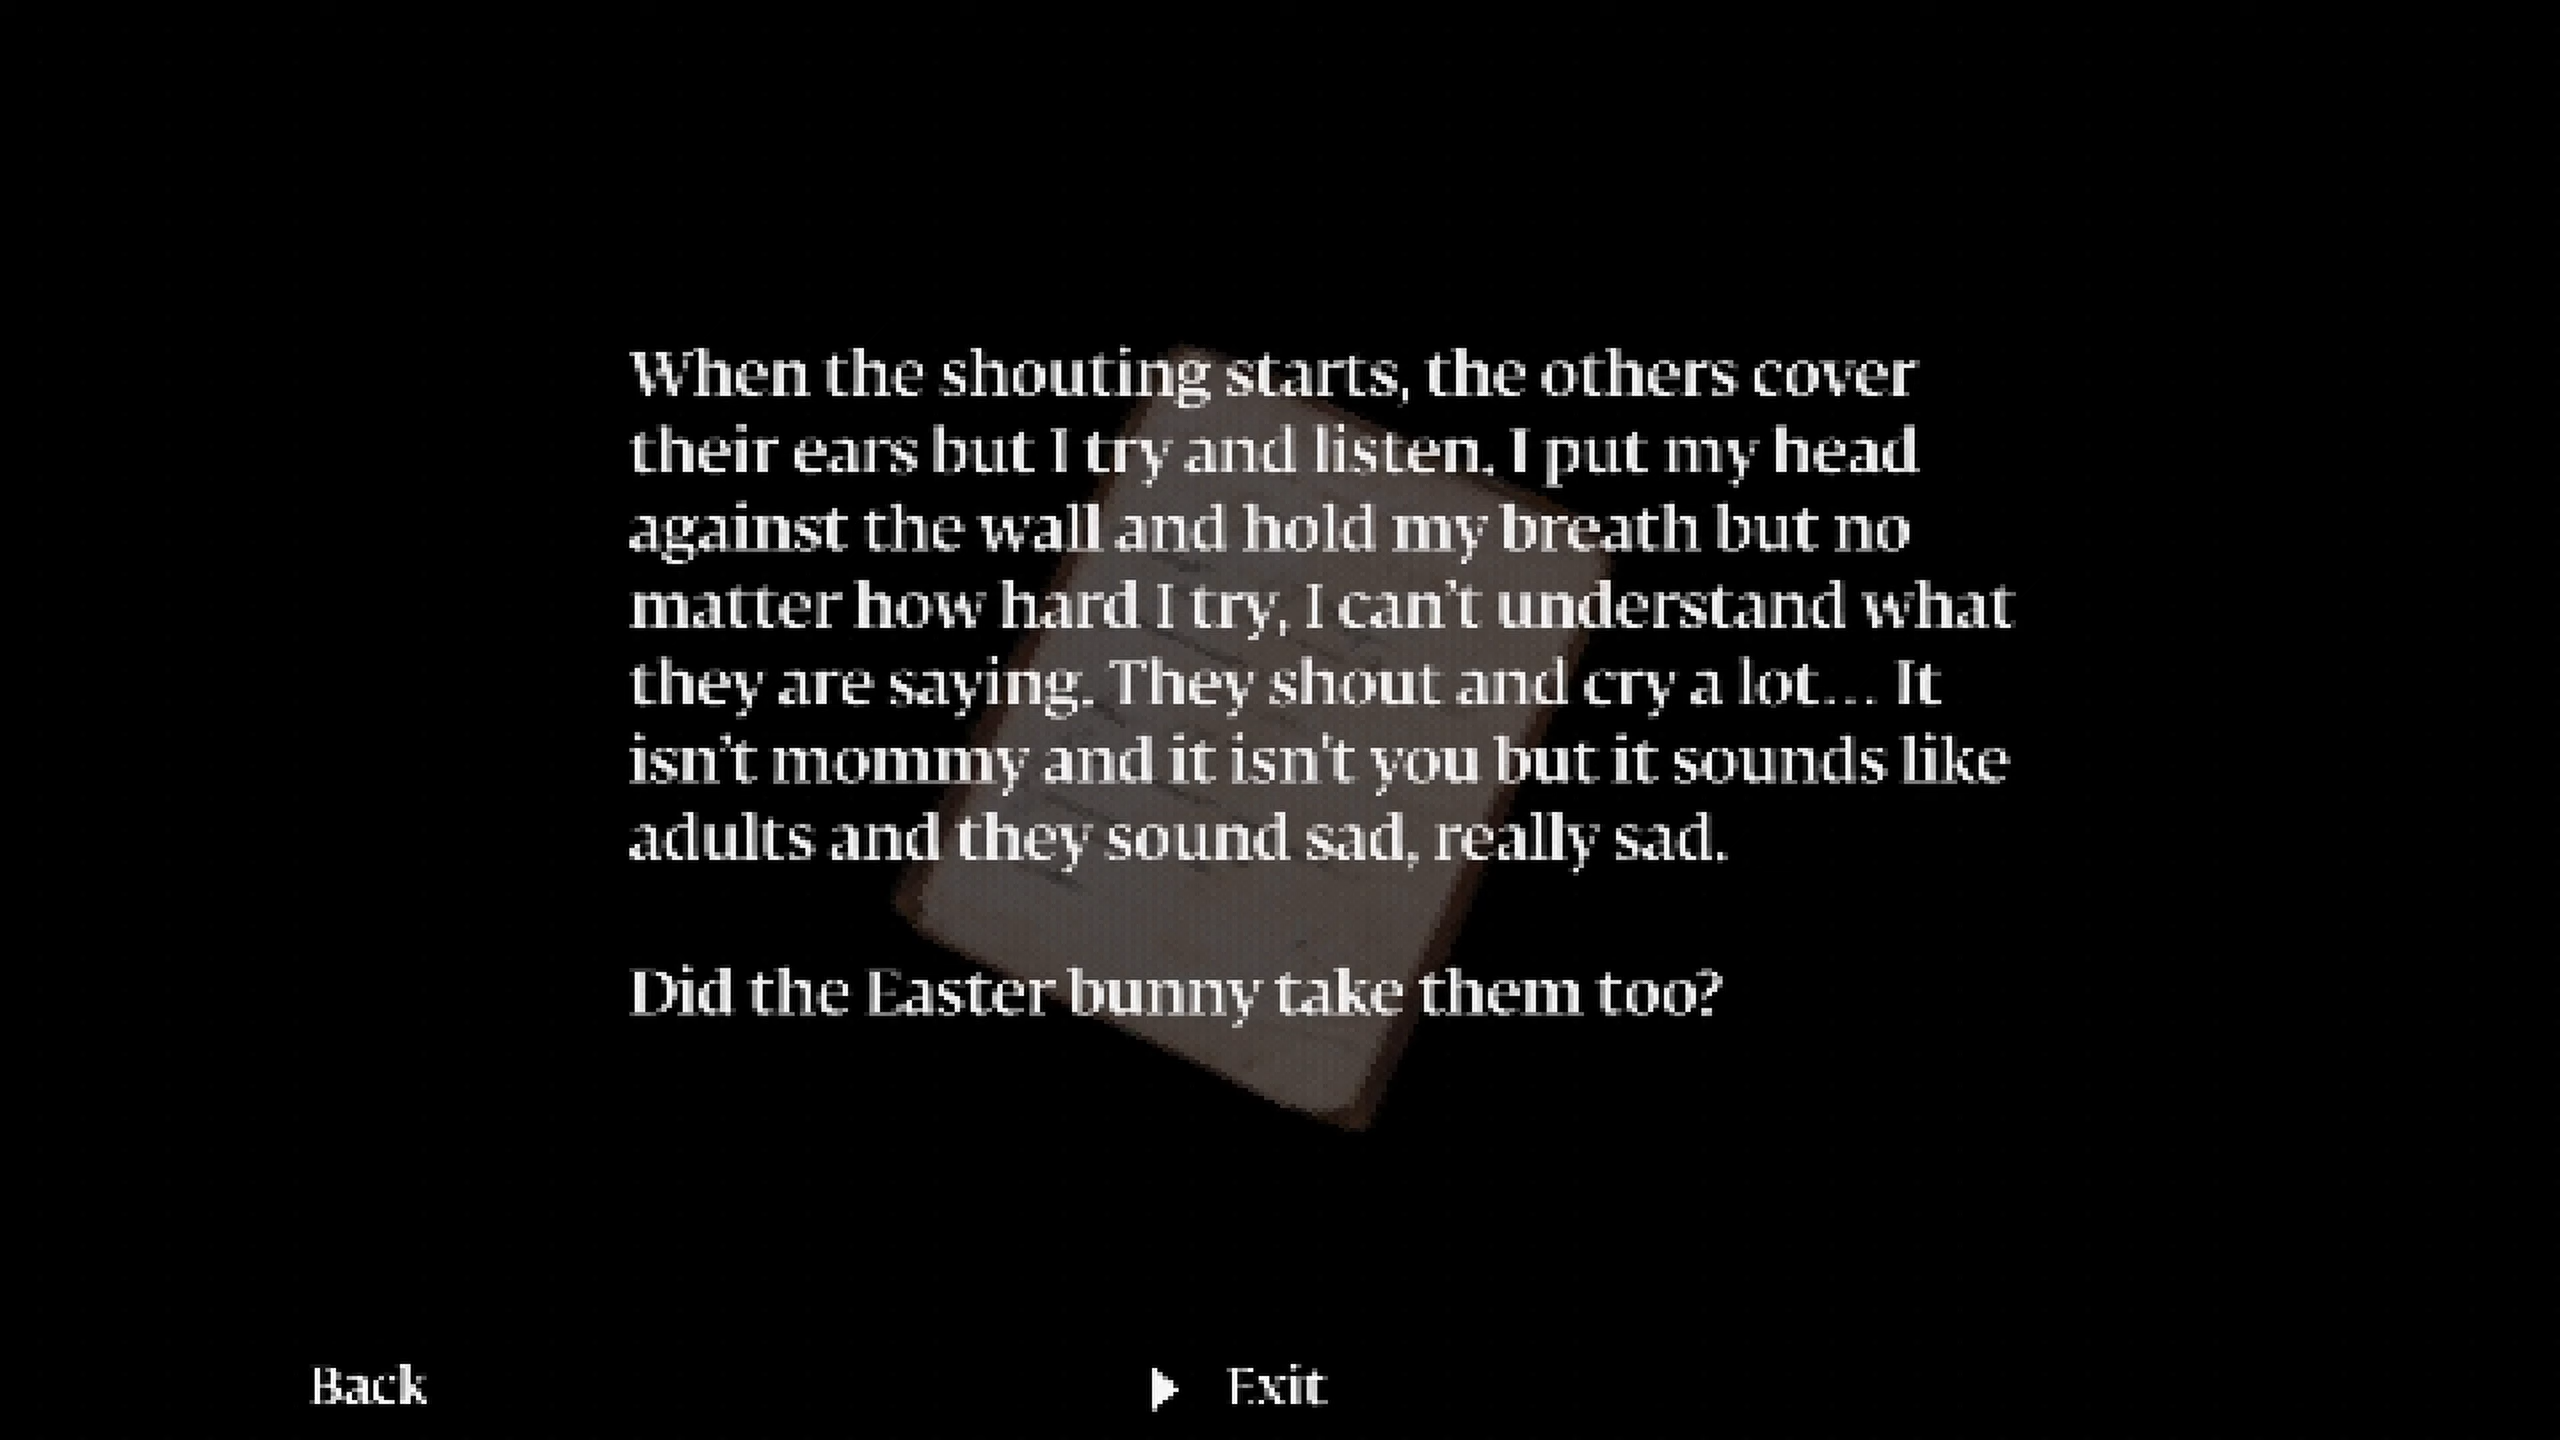 When the shouting starts, the others cover
their ears but I try and listen. I put my head
against the wall and hold my breath but no
matter how hard I try, I can't understand what
they are saying. They shout and cry a lot... It
isn't mommy and it isn't you but it sounds like
adults and they sound sad, really sad.
Did the Easter bunny take them too?
Back
Exit